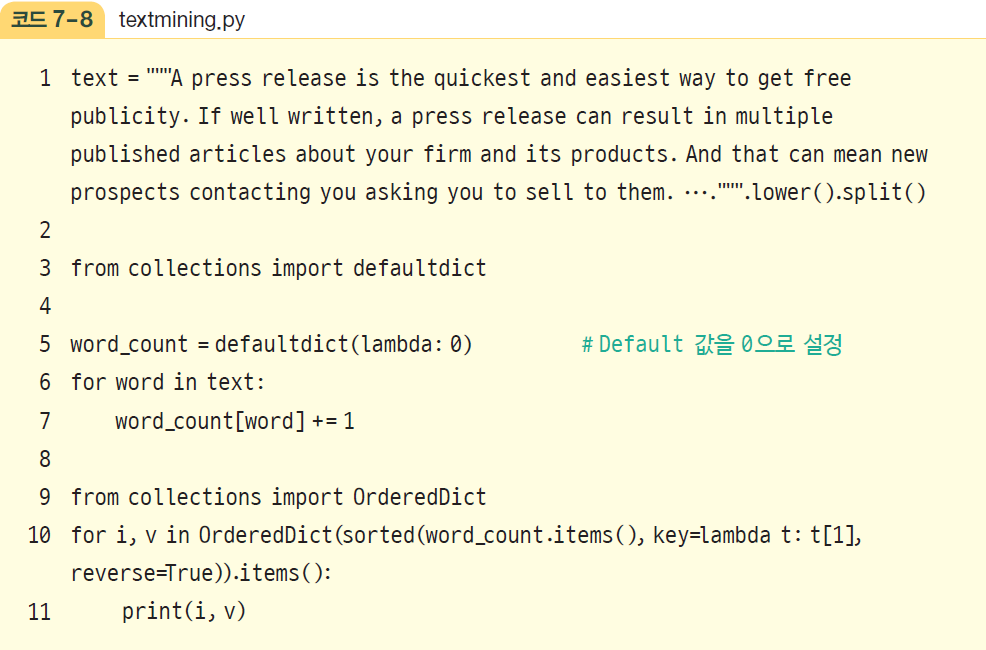 코드 7-8 textmining.py
1 text = """A press release is the quickest and easiest way to get free
publicity. If well written, a press release can result in multiple
published articles about your firm and its products. And that can mean new
prospects contacting you asking you to sell to them. ….""".lower().split()
2
3 from collections import defaultdict
4
5 word_count = defaultdict(lambda: 0) # Default 값을 0으로 설정
6 for word in text:
7 word_count[word] += 1
8
9 from collections import OrderedDict
10 for i, v in OrderedDict(sorted(word_count.items(), key=lambda t: t[1],
reverse=True)).items():
11 print(i, v)